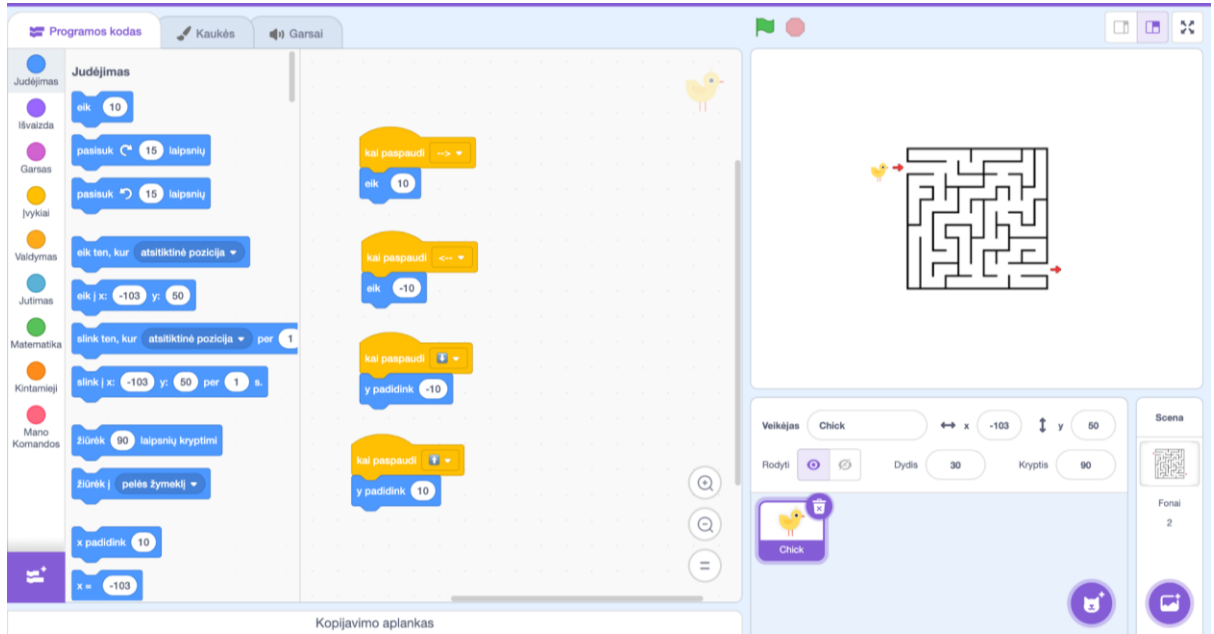 Programos kodas
Kaukės
Garsai
Judėjimas
Išvaizda
Garsas
Įvykiai
Valdymas
Jutimas
Matematika
Kintamieji
Mano
Komandos
Judėjimas
eik 10
pasisuk 15 laipsnių
pasisuk 15 laipsnių
eik ten, kur atsitiktinė pozicija
eik į x: -103 y: 50
slink ten, kur atsitiktinė pozicija per 1
slink į x: -103 y: 50 per 1 s.
žiūrėk 90 laipsnių kryptimi
žiūrėk į pelės žymeklį
x padidink 10
x = -103
kai paspaudi -->
eik 10
kai paspaudi <--
eik -10
kai paspaudi ⬇
y padidink -10
kai paspaudi ⬆
y padidink 10
Kopijavimo aplankas
Veikėjas Chick x -103 y 50
Rodyti Dydis 30 Kryptis 90
Chick
Scena
Fonai
2